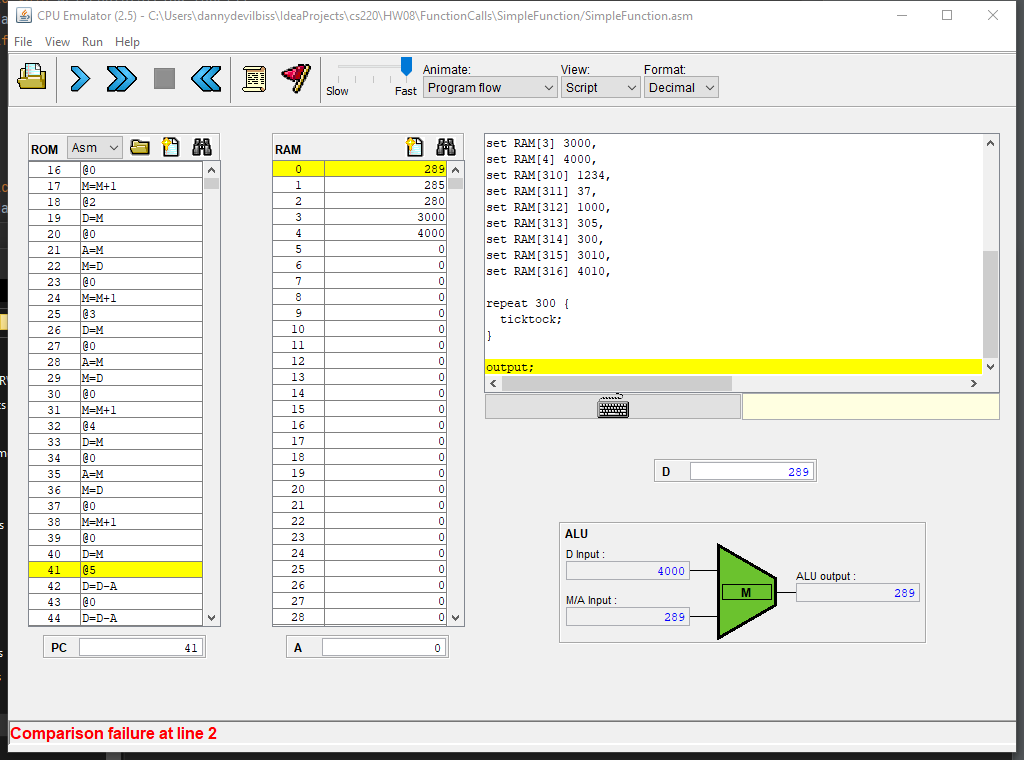 CPU Emulator (2.5) - C:\Users\dannydevilbiss\IdeaProjects\cs220\HW08\FunctionCalls\SimpleFunction/SimpleFunction.asm
File View Run Help
Slow Fast
Animate:
Program flow
View:
Script
Format:
Decimal
ROM Asm
16 @0
17 M=M+1
18 @2
19 D=M
20 @0
21 A=M
22 M=D
23 @0
24 M=M+1
25 @3
26 D=M
27 @0
28 A=M
29 M=D
30 @0
31 M=M+1
32 @4
33 D=M
34 @0
35 A=M
36 M=D
37 @0
38 M=M+1
39 @0
40 D=M
41 @5
42 D=D-A
43 @0
44 D=D-A
PC 41
RAM
0 289
1 285
2 280
3 3000
4 4000
5 0
6 0
7 0
8 0
9 0
10 0
11 0
12 0
13 0
14 0
15 0
16 0
17 0
18 0
19 0
20 0
21 0
22 0
23 0
24 0
25 0
26 0
27 0
28 0
A 0
set RAM[3] 3000,
set RAM[4] 4000,
set RAM[310] 1234,
set RAM[311] 37,
set RAM[312] 1000,
set RAM[313] 305,
set RAM[314] 300,
set RAM[315] 3010,
set RAM[316] 4010,
repeat 300 {
ticktock;
}
output;
D 289
ALU
D Input :
4000
M/A Input :
289
M
ALU output :
289
Comparison failure at line 2